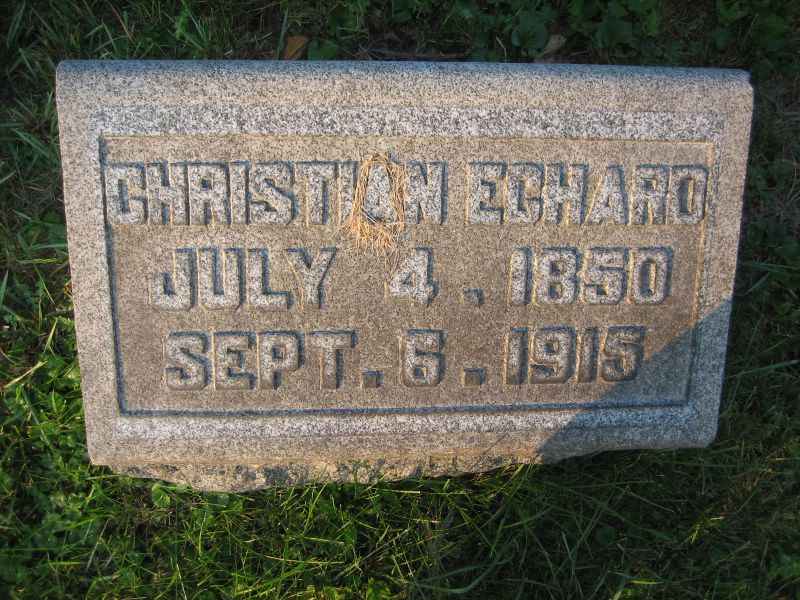 CHRISTIAN ECHARD
JULY 4. 1850
SEPT. 6. 1915